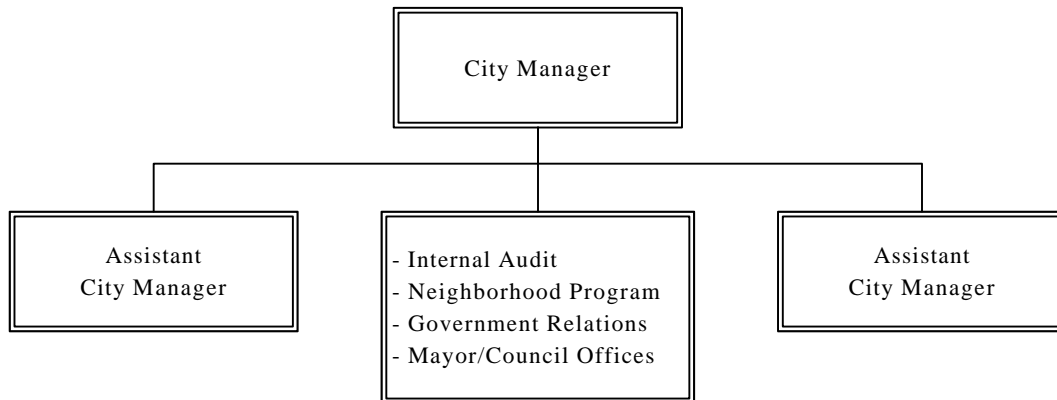 City Manager
Assistant
City Manager
- Internal Audit
- Neighborhood Program
- Government Relations
- Mayor/Council Offices
Assistant
City Manager